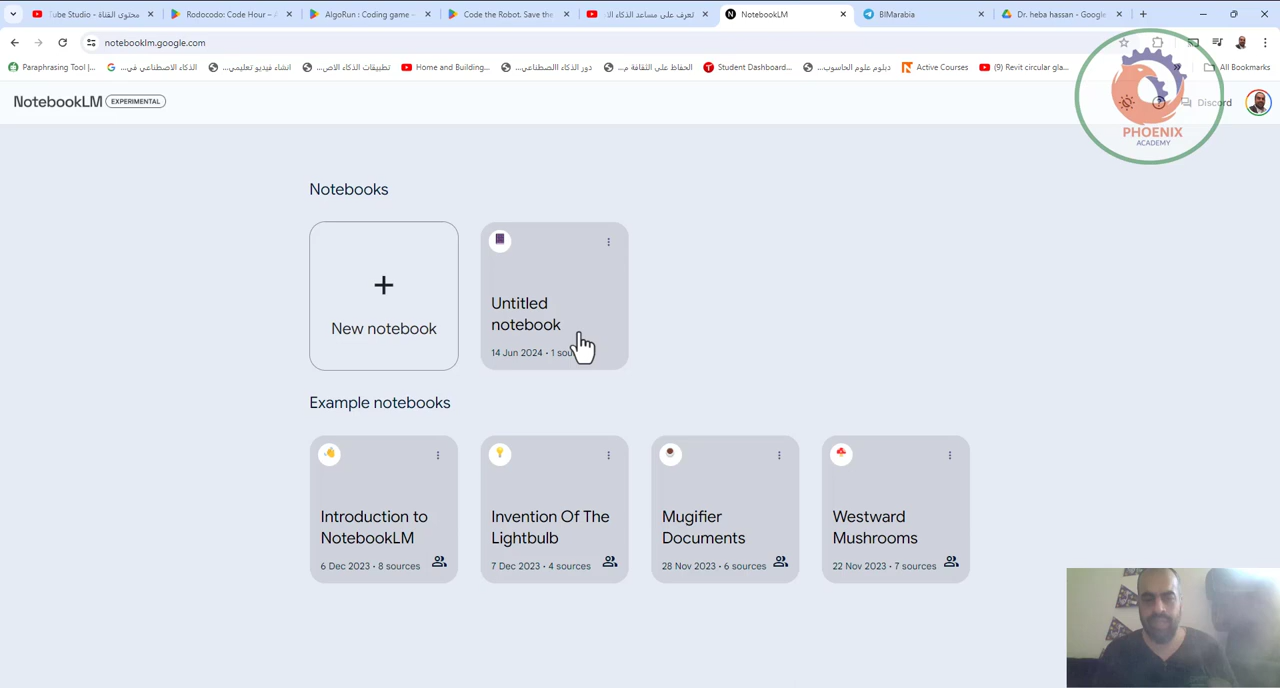 محتوى القناة - Tube Studio
Rodocodo: Code Hour – A
AlgoRun : Coding game –
Code the Robot. Save the
تعرف على مساعد الذكاء الا
NotebookLM
BIMarabia
Dr. heba hassan - Google
notebooklm.google.com
Paraphrasing Tool |...
الذكاء الاصطناعي في...
انشاء فيديو تعليمي...
تطبيقات الذكاء الاص...
Home and Building...
دور الذكاء الاصطناعي...
الحفاظ على الثقافة م...
Student Dashboard...
دبلوم علوم الحاسوب...
Active Courses
(9) Revit circular gla...
»
All Bookmarks
NotebookLM
EXPERIMENTAL
Discord
PHOENIX
ACADEMY
Notebooks
New notebook
Untitled
notebook
14 Jun 2024 • 1 sou
Example notebooks
Introduction to
NotebookLM
6 Dec 2023 • 8 sources
Invention Of The
Lightbulb
7 Dec 2023 • 4 sources
Mugifier
Documents
28 Nov 2023 • 6 sources
Westward
Mushrooms
22 Nov 2023 • 7 sources